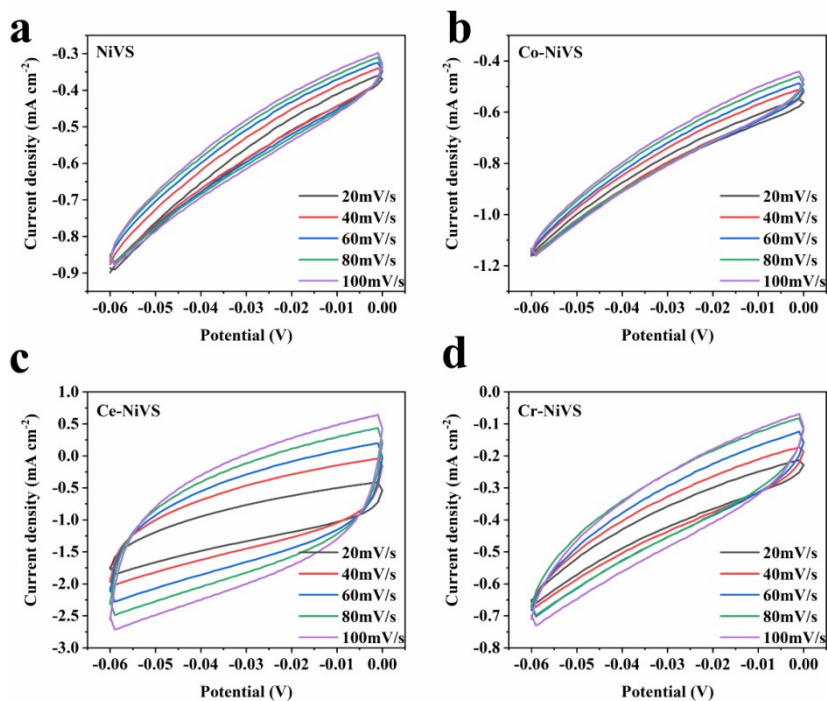 a
NiVS
Currrent density (mA cm⁻²)
-0.3
-0.4
-0.5
-0.6
-0.7
-0.8
-0.9
20mV/s
40mV/s
60mV/s
80mV/s
100mV/s
-0.06 -0.05 -0.04 -0.03 -0.02 -0.01 0.00
Potential (V)
b
Co-NiVS
Currrent density (mA cm⁻²)
-0.4
-0.6
-0.8
-1.0
-1.2
20mV/s
40mV/s
60mV/s
80mV/s
100mV/s
-0.06 -0.05 -0.04 -0.03 -0.02 -0.01 0.00
Potential (V)
c
Ce-NiVS
Currrent density (mA cm⁻²)
1.0
0.5
0.0
-0.5
-1.0
-1.5
-2.0
-2.5
-3.0
20mV/s
40mV/s
60mV/s
80mV/s
100mV/s
-0.06 -0.05 -0.04 -0.03 -0.02 -0.01 0.00
Potential (V)
d
Cr-NiVS
Currrent density (mA cm⁻²)
0.0
-0.1
-0.2
-0.3
-0.4
-0.5
-0.6
-0.7
-0.8
20mV/s
40mV/s
60mV/s
80mV/s
100mV/s
-0.06 -0.05 -0.04 -0.03 -0.02 -0.01 0.00
Potential (V)